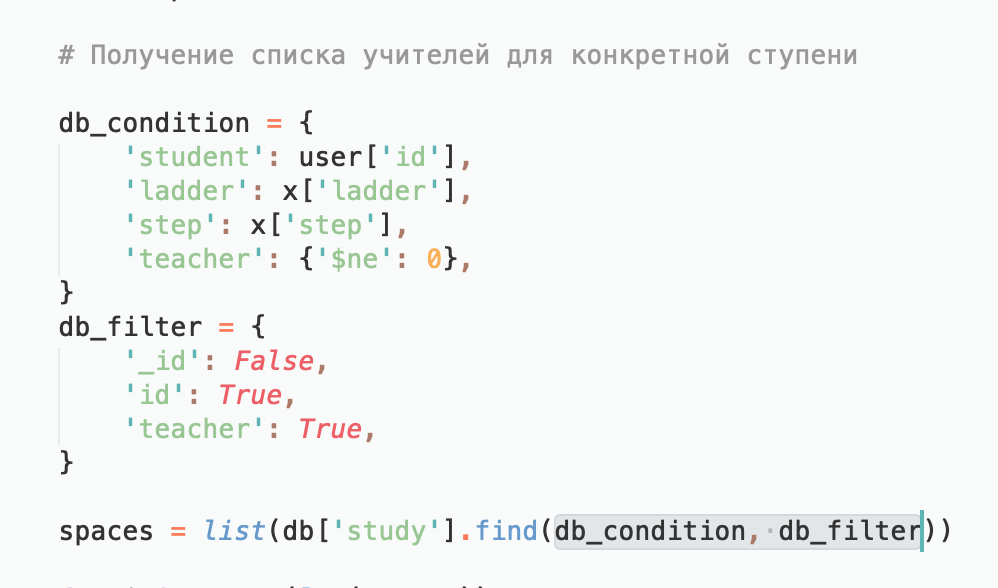 # Получение списка учителей для конкретной ступени
db_condition = {
'student': user['id'],
'ladder': x['ladder'],
'step': x['step'],
'teacher': {'$ne': 0},
}
db_filter = {
'_id': False,
'id': True,
'teacher': True,
}
spaces = list(db['study'].find(db_condition, db_filter))